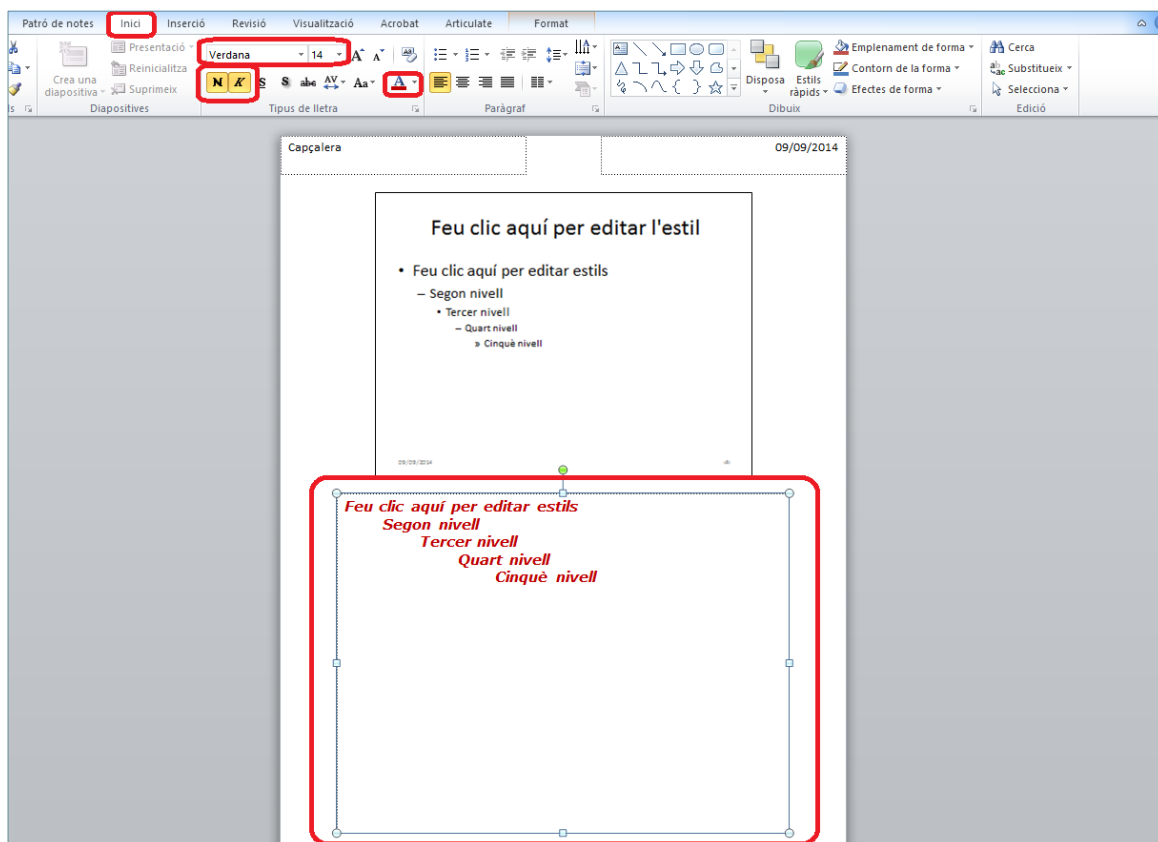 Patró de notes Inici Inserció Revisió Visualització Acrobat Articulate Format
Presentació
Reinicialitza
Suprimeix
Crea una
diapositiva
ls Diapositives
Verdana 14
N K S S abc AV Aa A
Tipus de lletra
Paràgraf
Disposa
Estils
ràpids
Emplenament de forma
Contorn de la forma
Efectes de forma
Dibuix
Cerca
Substitueix
Selecciona
Edició
Capçalera 09/09/2014
Feu clic aquí per editar l'estil
• Feu clic aquí per editar estils
– Segon nivell
• Tercer nivell
– Quart nivell
» Cinquè nivell
09/09/2014
Feu clic aquí per editar estils
Segon nivell
Tercer nivell
Quart nivell
Cinquè nivell